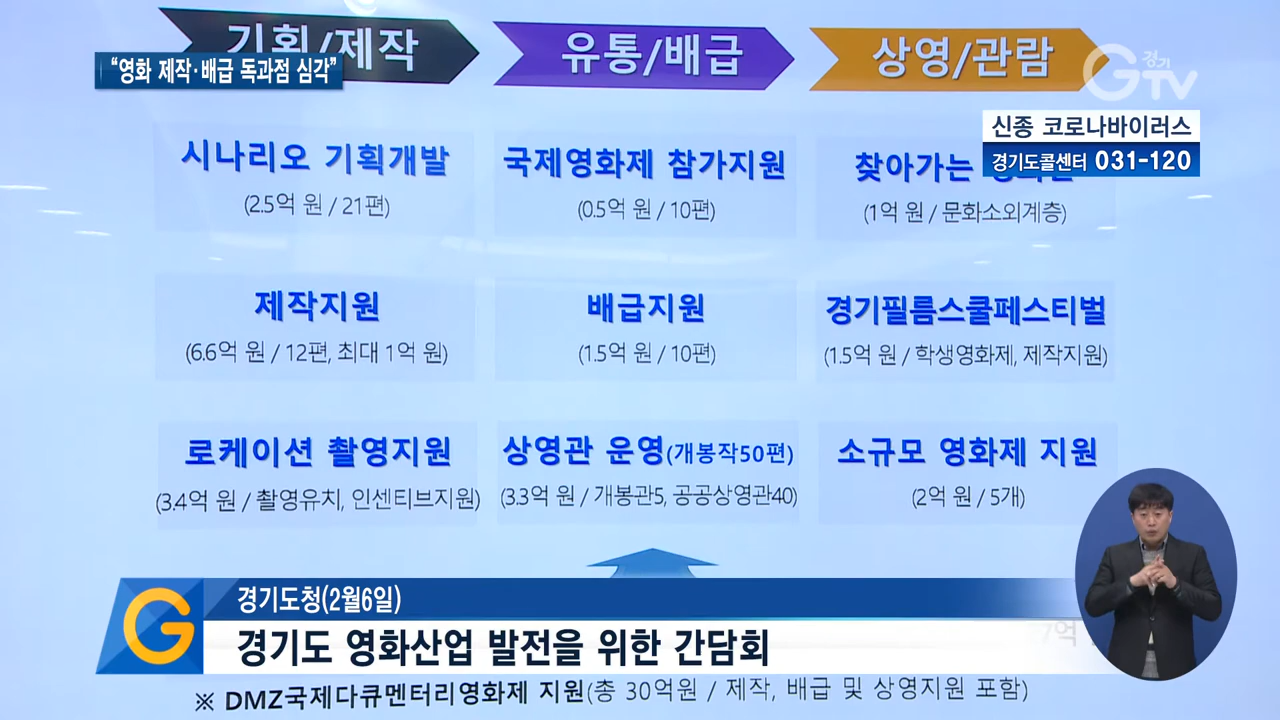 기획/제작
유통/배급
상영/관람
"영화 제작·배급 독과점 심각"
경기
GTV
신종 코로나바이러스
경기도콜센터 031-120
시나리오 기획개발
(2.5억 원 / 21편)
국제영화제 참가지원
(0.5억 원 / 10편)
찾아가는
(1억 원 / 문화소외계층)
제작지원
(6.6억 원 / 12편, 최대 1억 원)
배급지원
(1.5억 원 / 10편)
경기필름스쿨페스티벌
(1.5억 원 / 학생영화제, 제작지원)
로케이션 촬영지원
(3.4억 원 / 촬영유치, 인센티브지원)
상영관 운영(개봉작50편)
(3.3억 원 / 개봉관5, 공공상영관40)
소규모 영화제 지원
(2억 원 / 5개)
G
경기도청(2월6일)
경기도 영화산업 발전을 위한 간담회
7억
※ DMZ국제다큐멘터리영화제 지원(총 30억원 / 제작, 배급 및 상영지원 포함)